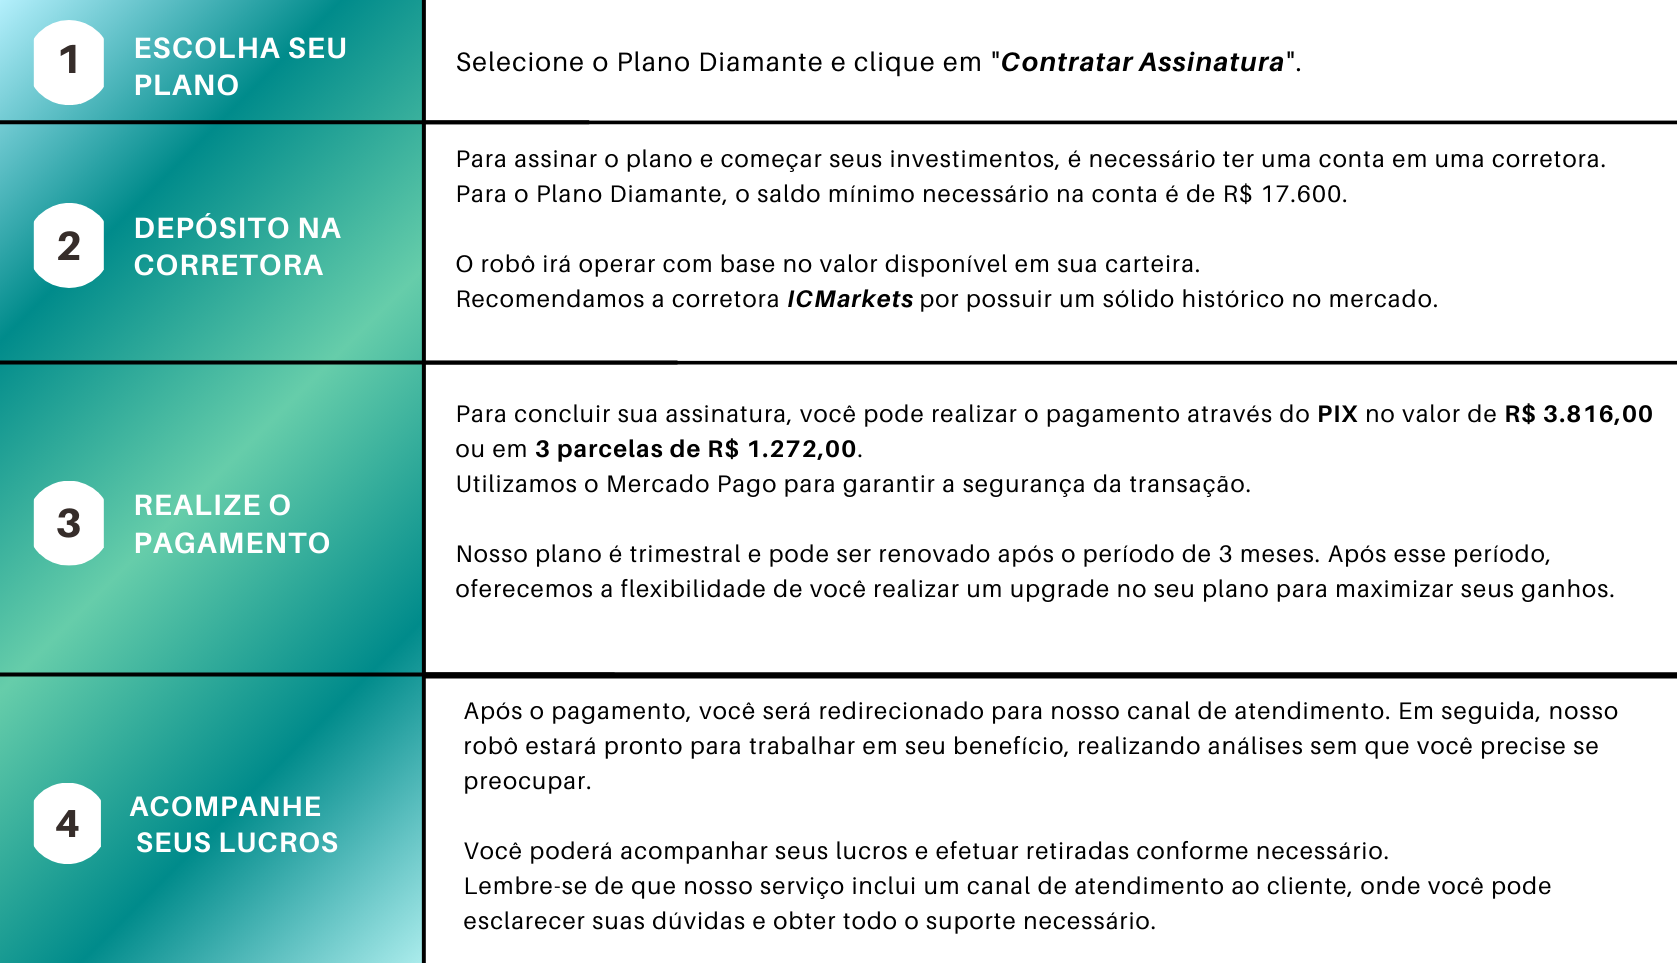 1
ESCOLHA SEU
PLANO
Selecione o Plano Diamante e clique em "Contratar Assinatura".
2
DEPÓSITO NA
CORRETORA
Para assinar o plano e começar seus investimentos, é necessário ter uma conta em uma corretora.
Para o Plano Diamante, o saldo mínimo necessário na conta é de R$ 17.600.
O robô irá operar com base no valor disponível em sua carteira.
Recomendamos a corretora ICMarkets por possuir um sólido histórico no mercado.
3
REALIZE O
PAGAMENTO
Para concluir sua assinatura, você pode realizar o pagamento através do PIX no valor de R$ 3.816,00
ou em 3 parcelas de R$ 1.272,00.
Utilizamos o Mercado Pago para garantir a segurança da transação.
Nosso plano é trimestral e pode ser renovado após o período de 3 meses. Após esse período,
oferecemos a flexibilidade de você realizar um upgrade no seu plano para maximizar seus ganhos.
4
ACOMPANHE
SEUS LUCROS
Após o pagamento, você será redirecionado para nosso canal de atendimento. Em seguida, nosso
robô estará pronto para trabalhar em seu benefício, realizando análises sem que você precise se
preocupar.
Você poderá acompanhar seus lucros e efetuar retiradas conforme necessário.
Lembre-se de que nosso serviço inclui um canal de atendimento ao cliente, onde você pode
esclarecer suas dúvidas e obter todo o suporte necessário.